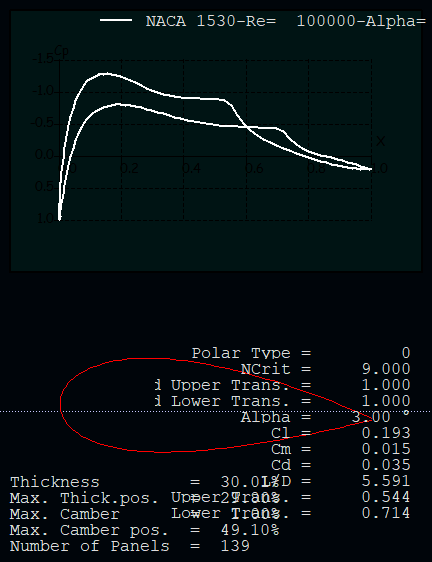 NACA 1530-Re= 100000-Alpha=
Cp
-1.5
-1.0
-0.5
0.0
0.5
1.0
X
0.2 0.4 0.6 0.8 1.0
Polar Type = 0
NCrit = 9.000
d Upper Trans. = 1.000
d Lower Trans. = 1.000
Alpha = 3.00 °
Cl = 0.193
Cm = 0.015
Cd = 0.035
L/D = 5.591
Upper Trans. = 0.544
Lower Trans. = 0.714
Thickness = 30.01%
Max. Thick.pos. =
Max. Camber = 1.00%
Max. Camber pos. = 49.10%
Number of Panels = 139